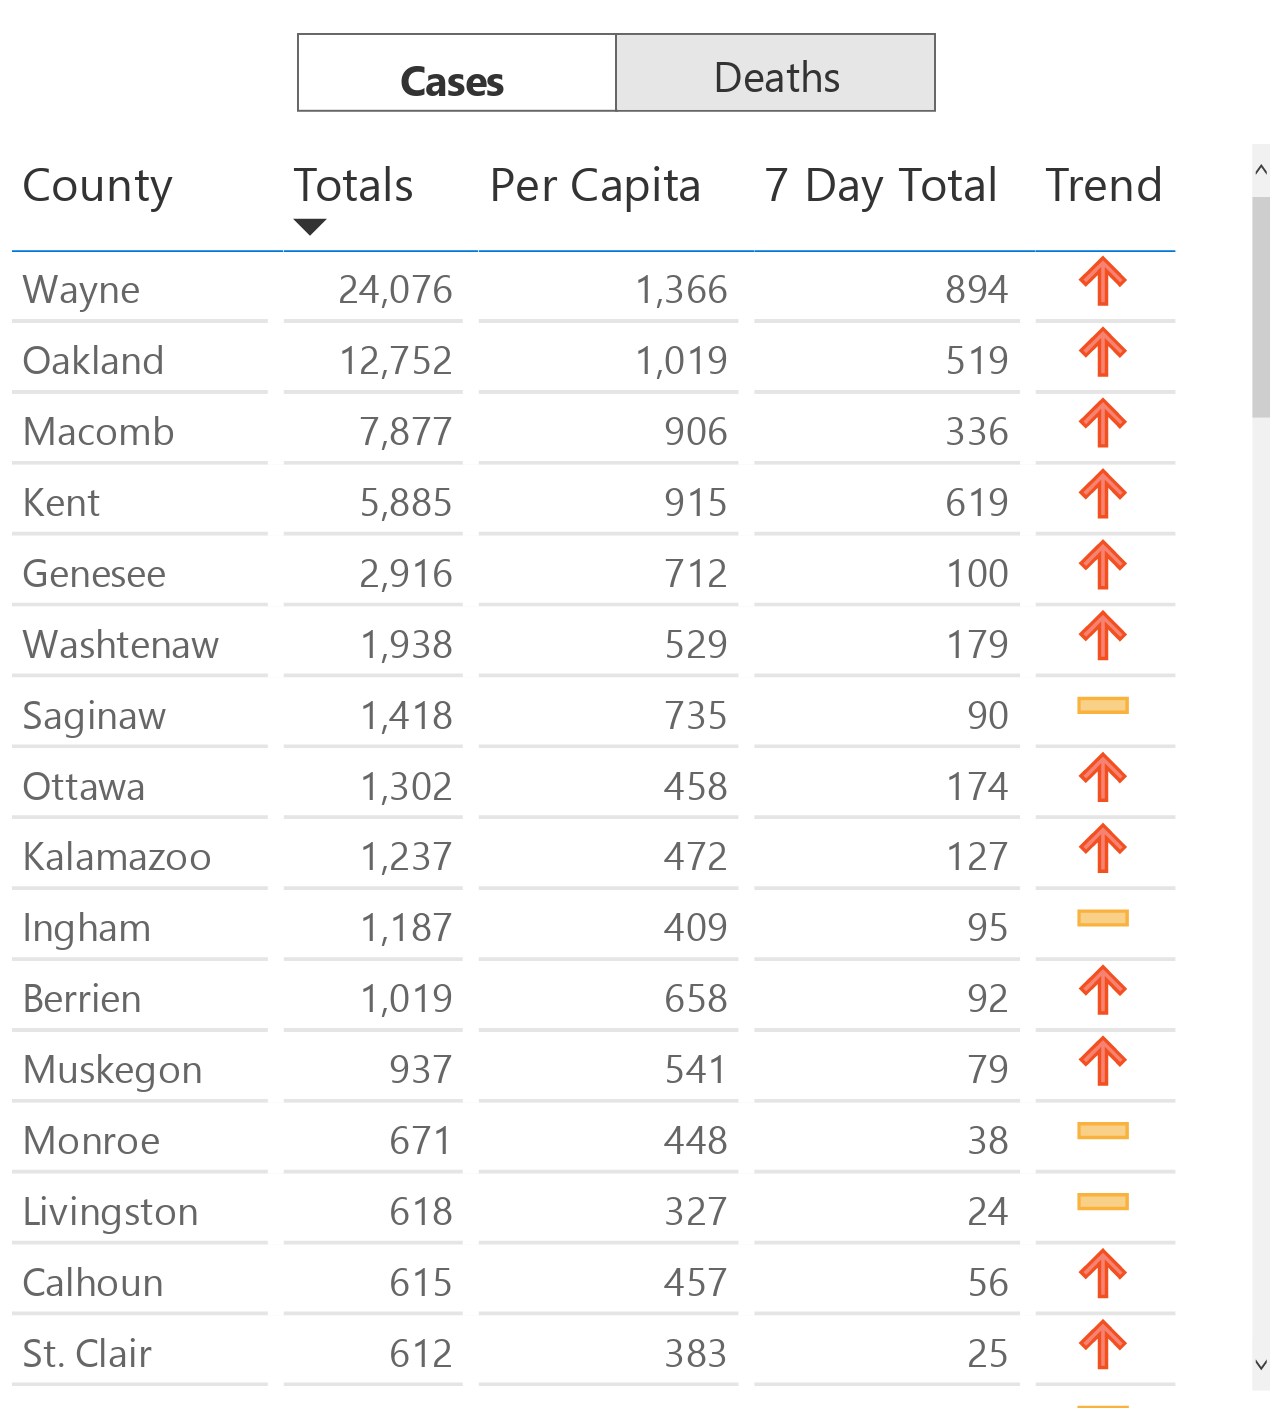 Cases Deaths
County Totals Per Capita 7 Day Total Trend
Wayne 24,076 1,366 894
Oakland 12,752 1,019 519
Macomb 7,877 906 336
Kent 5,885 915 619
Genesee 2,916 712 100
Washtenaw 1,938 529 179
Saginaw 1,418 735 90
Ottawa 1,302 458 174
Kalamazoo 1,237 472 127
Ingham 1,187 409 95
Berrien 1,019 658 92
Muskegon 937 541 79
Monroe 671 448 38
Livingston 618 327 24
Calhoun 615 457 56
St. Clair 612 383 25